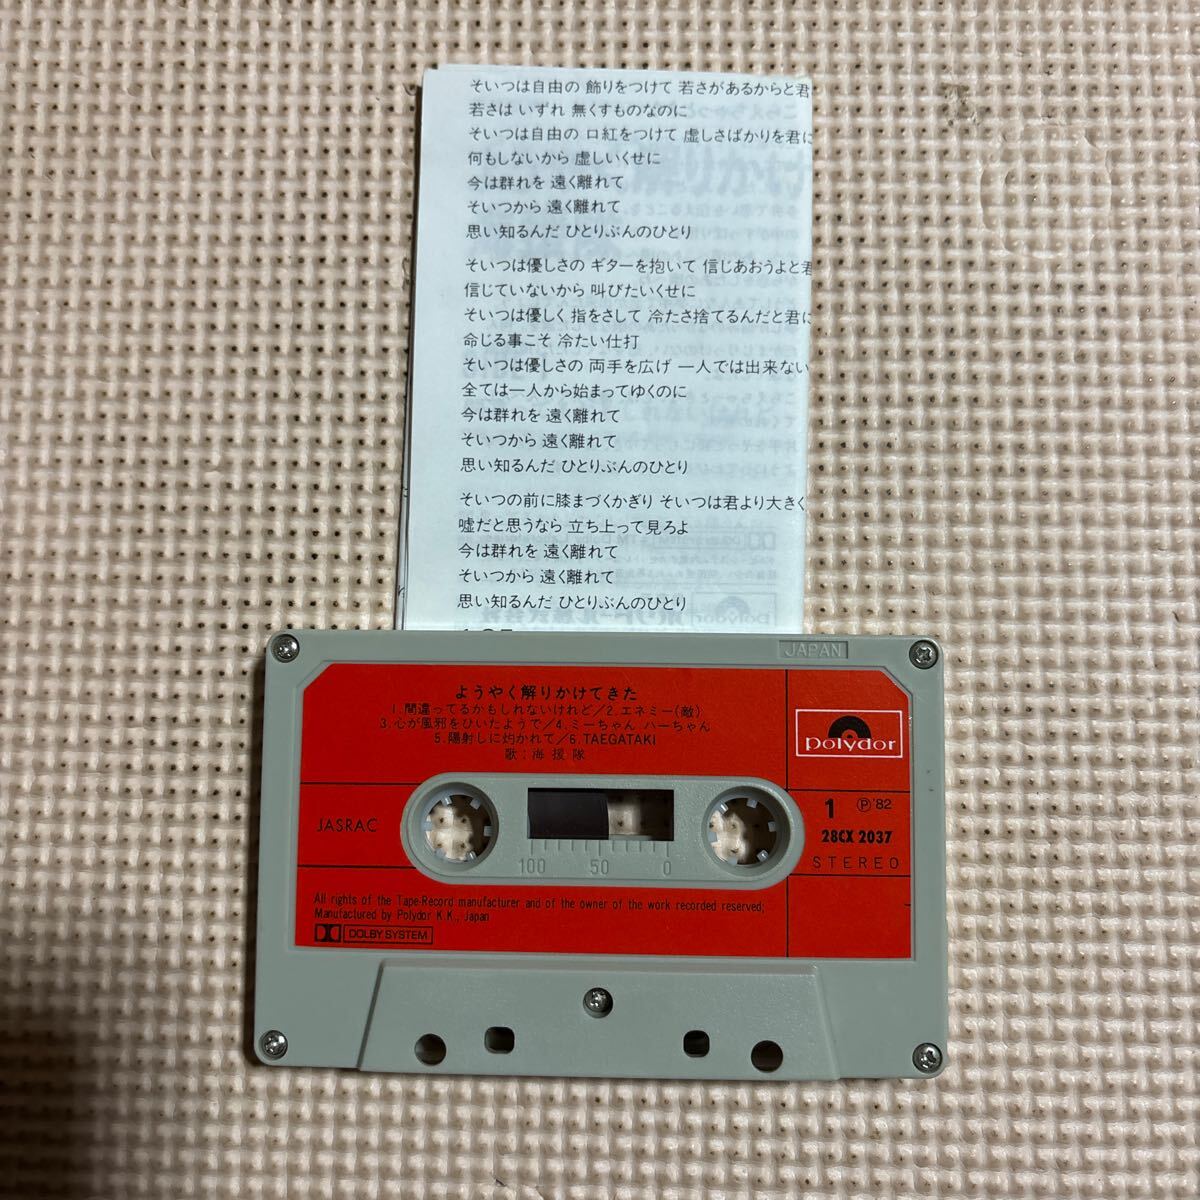 そいつは自由の 飾りをつけて 若さがあるからと君
若さは いずれ 無くすものなのに
そいつは自由の 口紅をつけて 虚しさばかりを君に
何もしないから 虚しいくせに
今は群れを 遠く離れて
そいつから 遠く離れて
思い知るんだ ひとりぶんのひとり
そいつは優しさの ギターを抱いて 信じあおうよと君
信じていないから 叫びたいくせに
そいつは優しく 指をさして 冷たさ捨てるんだと君に
命じる事こそ 冷たい仕打
そいつは優しさの 両手を広げ 一人では出来ない
全ては一人から始まってゆくのに
今は群れを 遠く離れて
そいつから 遠く離れて
思い知るんだ ひとりぶんのひとり
そいつの前に膝まづくかぎり そいつは君より大きく
嘘だと思うなら 立ち上って見ろよ
今は群れを 遠く離れて
そいつから 遠く離れて
思い知るんだ ひとりぶんのひとり
JAPAN
ようやく解りかけてきた
1.間違ってるかもしれないけれど/2.エネミー(敵)
3.心が風邪をひいたようで/4.ミーちゃん ハーちゃん
5.陽射しに灼かれて/6.TAEGATAKI
歌:海援隊
polydor
JASRAC
1 Ⓟ'82
28CX 2037
STEREO
100 50 0
All rights of the Tape-Record manufacturer and of the owner of the work recorded reserved;
Manufactured by Polydor K.K., Japan
DOLBY SYSTEM